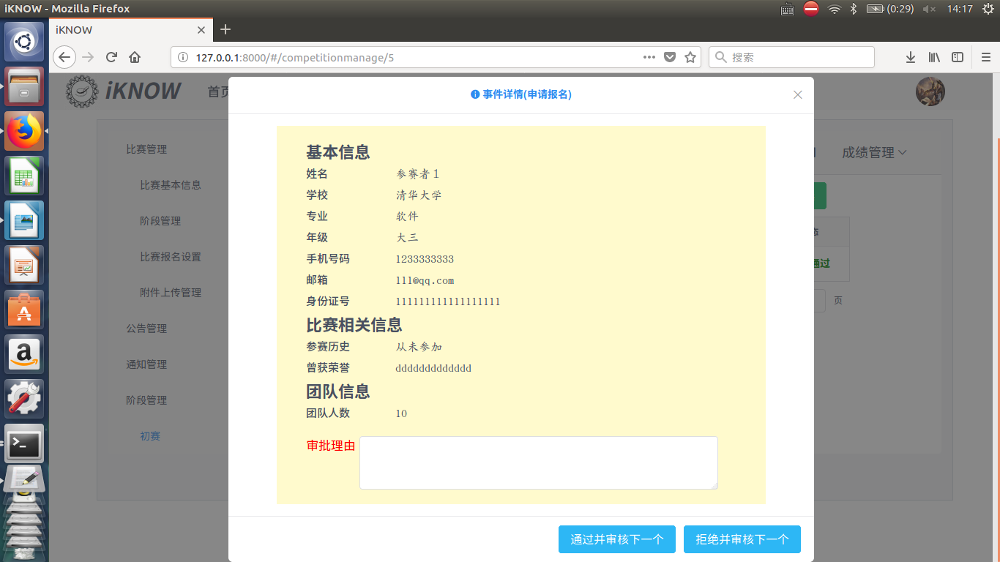 iKNOW - Mozilla Firefox
(0:29)
14:17
iKNOW
127.0.0.1:8000/#/competitionmanage/5
搜索
iKNOW
首页
事件详情(申请报名)
比赛管理
比赛基本信息
阶段管理
比赛报名设置
附件上传管理
公告管理
通知管理
阶段管理
初赛
基本信息
姓名 参赛者1
学校 清华大学
专业 软件
年级 大三
手机号码 1233333333
邮箱 111@qq.com
身份证号 111111111111111111
比赛相关信息
参赛历史 从未参加
曾获荣誉 ddddddddddddd
团队信息
团队人数 10
审批理由
通过并审核下一个
拒绝并审核下一个
成绩管理
通过
页